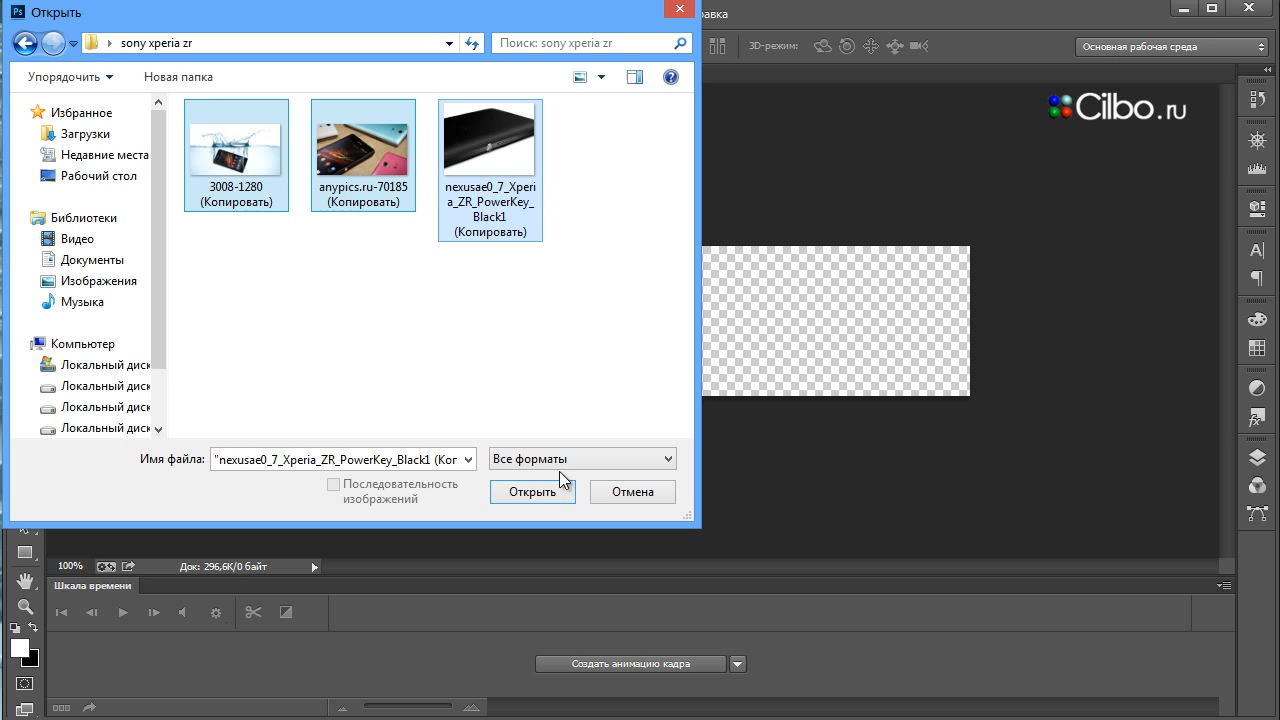 Ps Открыть
равка
sony xperia zr
Поиск: sony xperia zr
3D-режим:
Основная рабочая среда
Упорядочить
Новая папка
Cilbo.ru
Избранное
Загрузки
Недавние места
Рабочий стол
Библиотеки
Видео
Документы
Изображения
Музыка
Компьютер
Локальный диск
Локальный диск
Локальный диск
Локальный диск
3008-1280
(Копировать)
anypics.ru-70185
(Копировать)
nexusae0_7_Xperi
a_ZR_PowerKey_
Black1
(Копировать)
Имя файла:
"nexusae0_7_Xperia_ZR_PowerKey_Black1 (Коп
Все форматы
Последовательность
изображений
Открыть
Отмена
100%
Док: 296,6K/0 байт
Шкала времени
Создать анимацию кадра